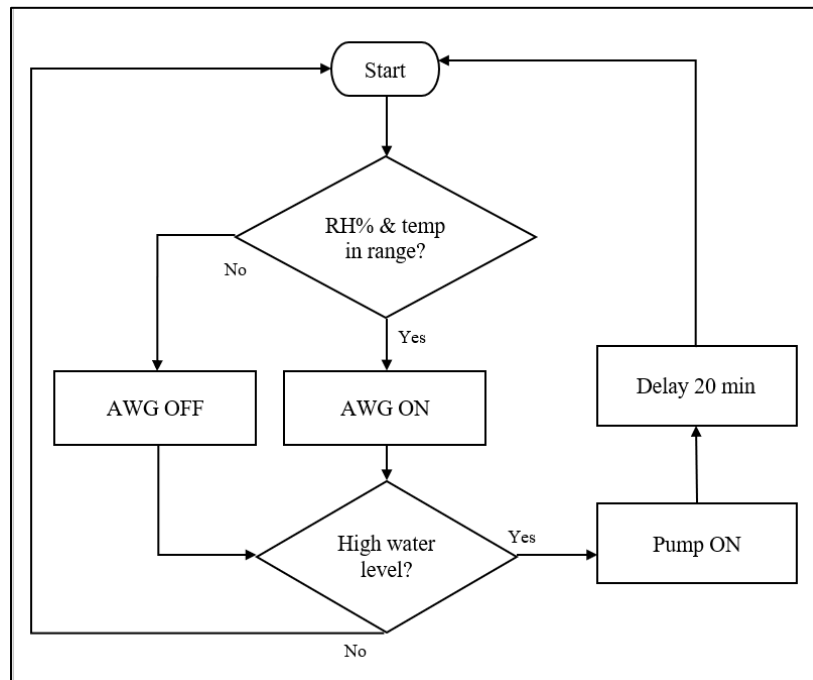 Start
RH% & temp
in range?
No
Yes
AWG OFF
AWG ON
Delay 20 min
High water
level?
Yes
Pump ON
No